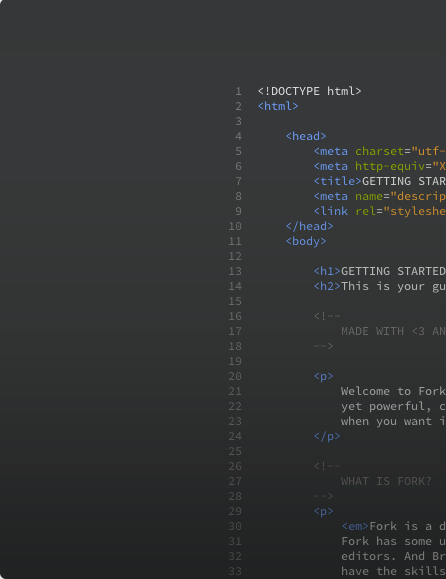 1 <!DOCTYPE html>
2 <html>
3
4 <head>
5 <meta charset="utf-
6 <meta http-equiv="X
7 <title>GETTING STAR
8 <meta name="descrip
9 <link rel="styleshe
10 </head>
11 <body>
12
13 <h1>GETTING STARTED
14 <h2>This is your gu
15
16 <!--
17 MADE WITH <3 AN
18 -->
19
20 <p>
21 Welcome to Fork
22 yet powerful, c
23 when you want i
24 </p>
25
26 <!--
27 WHAT IS FORK?
28 -->
29 <p>
30 <em>Fork is a d
31 Fork has some u
32 editors. And Br
33 have the skills